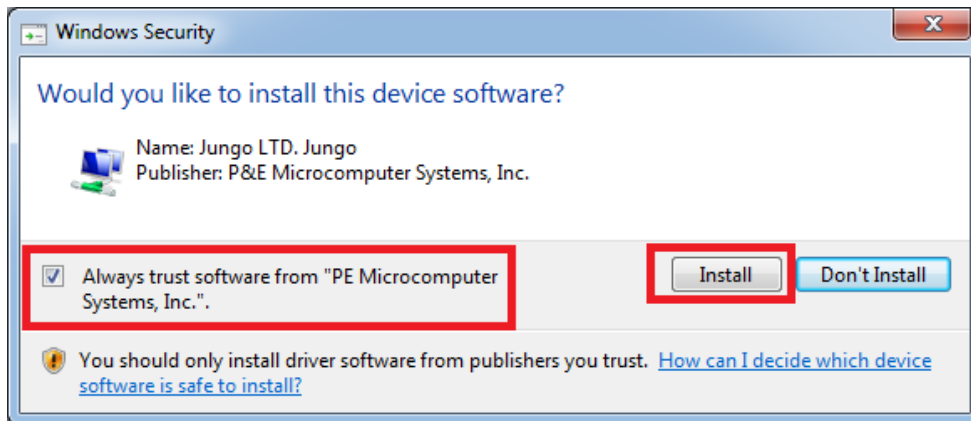 Windows Security
Would you like to install this device software?
Name: Jungo LTD. Jungo
Publisher: P&E Microcomputer Systems, Inc.
Always trust software from "PE Microcomputer
Systems, Inc.".
Install
Don't Install
You should only install driver software from publishers you trust. How can I decide which device
software is safe to install?